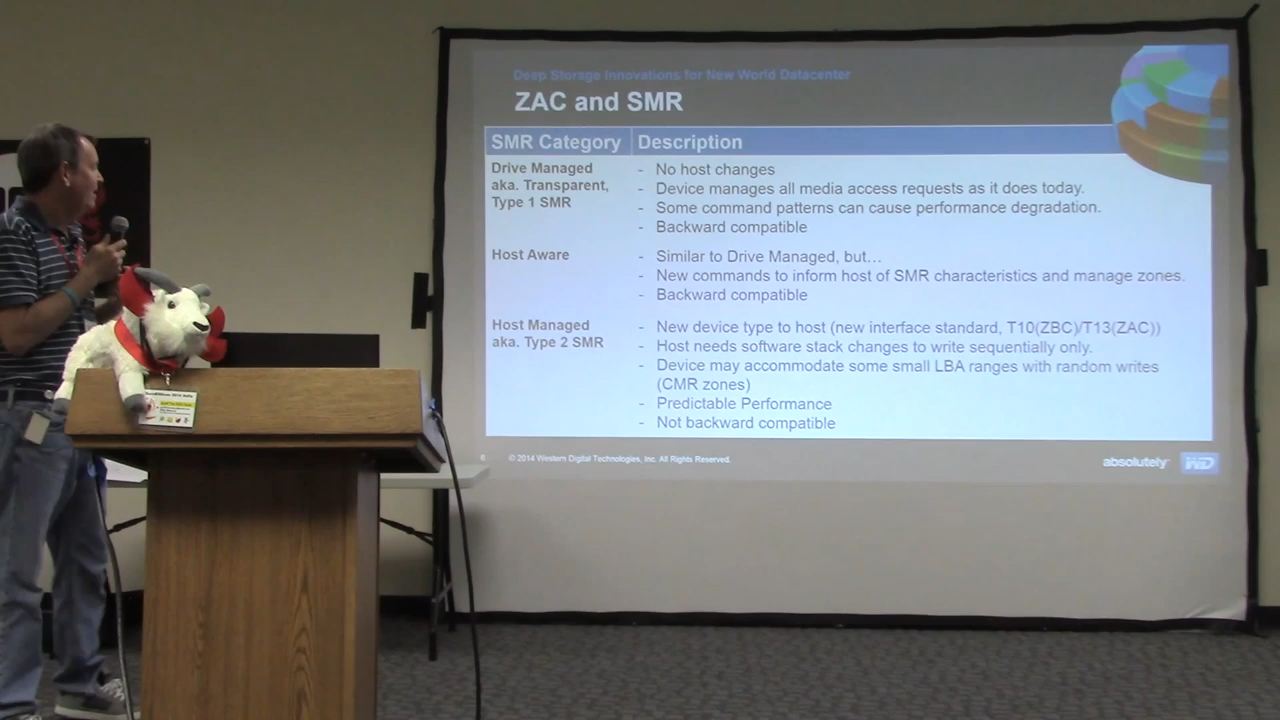 Deep Storage Innovations for New World Datacenter
ZAC and SMR
SMR Category
Description
Drive Managed
aka. Transparent,
Type 1 SMR
- No host changes
- Device manages all media access requests as it does today.
- Some command patterns can cause performance degradation.
- Backward compatible
Host Aware
- Similar to Drive Managed, but…
- New commands to inform host of SMR characteristics and manage zones.
- Backward compatible
Host Managed
aka. Type 2 SMR
- New device type to host (new interface standard, T10(ZBC)/T13(ZAC))
- Host needs software stack changes to write sequentially only.
- Device may accommodate some small LBA ranges with random writes
(CMR zones)
- Predictable Performance
- Not backward compatible
© 2014 Western Digital Technologies, Inc. All Rights Reserved.
absolutely
WD